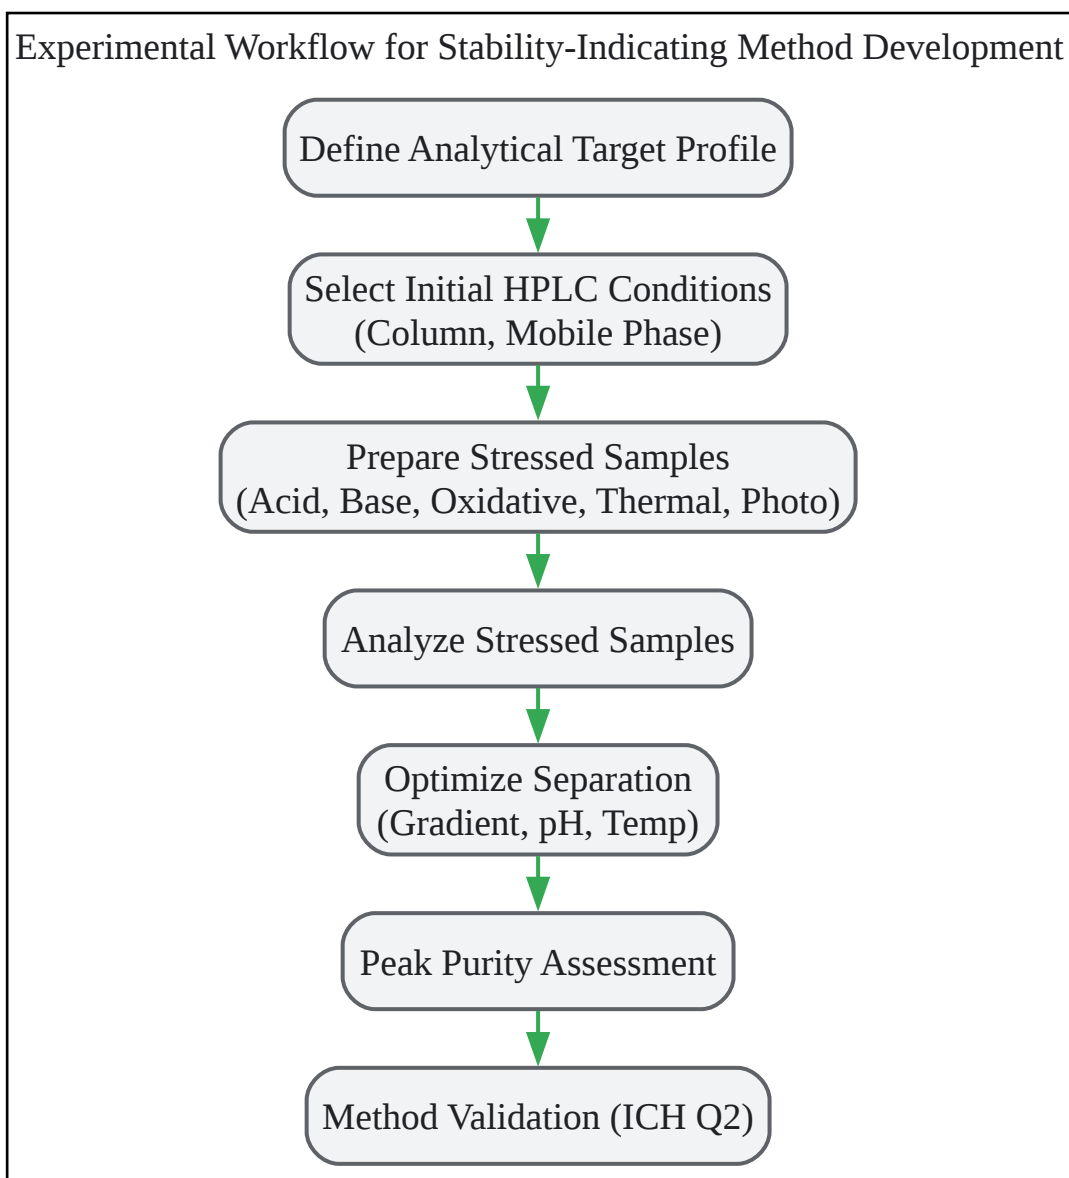 Experimental Workflow for Stability-Indicating Method Development
Define Analytical Target Profile
Select Initial HPLC Conditions
(Column, Mobile Phase)
Prepare Stressed Samples
(Acid, Base, Oxidative, Thermal, Photo)
Analyze Stressed Samples
Optimize Separation
(Gradient, pH, Temp)
Peak Purity Assessment
Method Validation (ICH Q2)